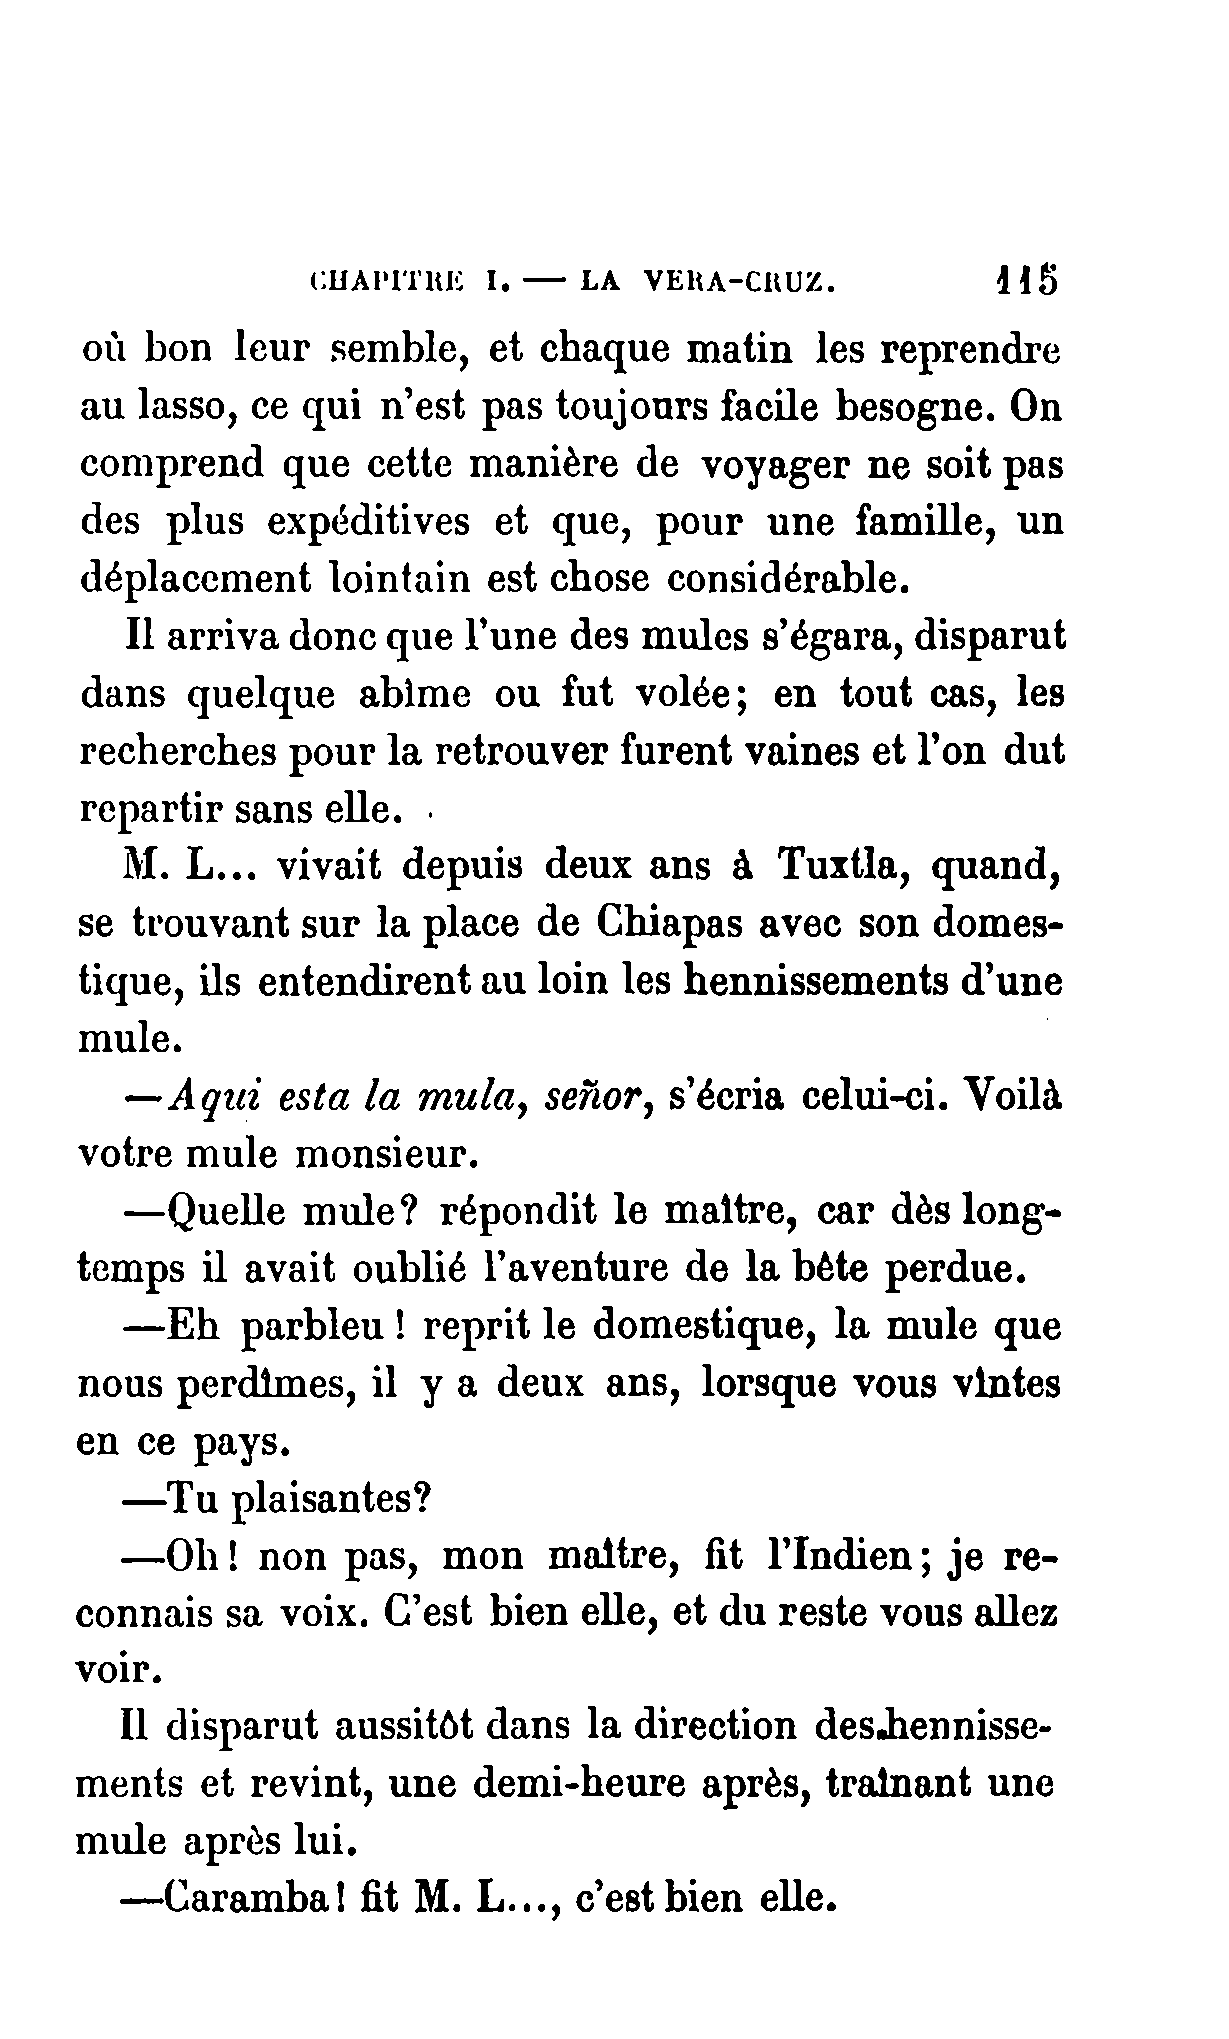 CHAPITRE I. — LA VERA-CRUZ. 115
où bon leur semble, et chaque matin les reprendre
au lasso, ce qui n'est pas toujours facile besogne. On
comprend que cette manière de voyager ne soit pas
des plus expéditives et que, pour une famille, un
déplacement lointain est chose considérable.
Il arriva donc que l'une des mules s'égara, disparut
dans quelque abîme ou fut volée; en tout cas, les
recherches pour la retrouver furent vaines et l'on dut
repartir sans elle.
M. L... vivait depuis deux ans à Tuxtla, quand,
se trouvant sur la place de Chiapas avec son domes-
tique, ils entendirent au loin les hennissements d'une
mule.
—Aqui esta la mula, señor, s'écria celui-ci. Voilà
votre mule monsieur.
—Quelle mule? répondit le maître, car dès long-
temps il avait oublié l'aventure de la bête perdue.
—Eh parbleu ! reprit le domestique, la mule que
nous perdîmes, il y a deux ans, lorsque vous vîntes
en ce pays.
—Tu plaisantes?
—Oh ! non pas, mon maître, fit l'Indien ; je re-
connais sa voix. C'est bien elle, et du reste vous allez
voir.
Il disparut aussitôt dans la direction des hennisse-
ments et revint, une demi-heure après, traînant une
mule après lui.
—Caramba ! fit M. L..., c'est bien elle.